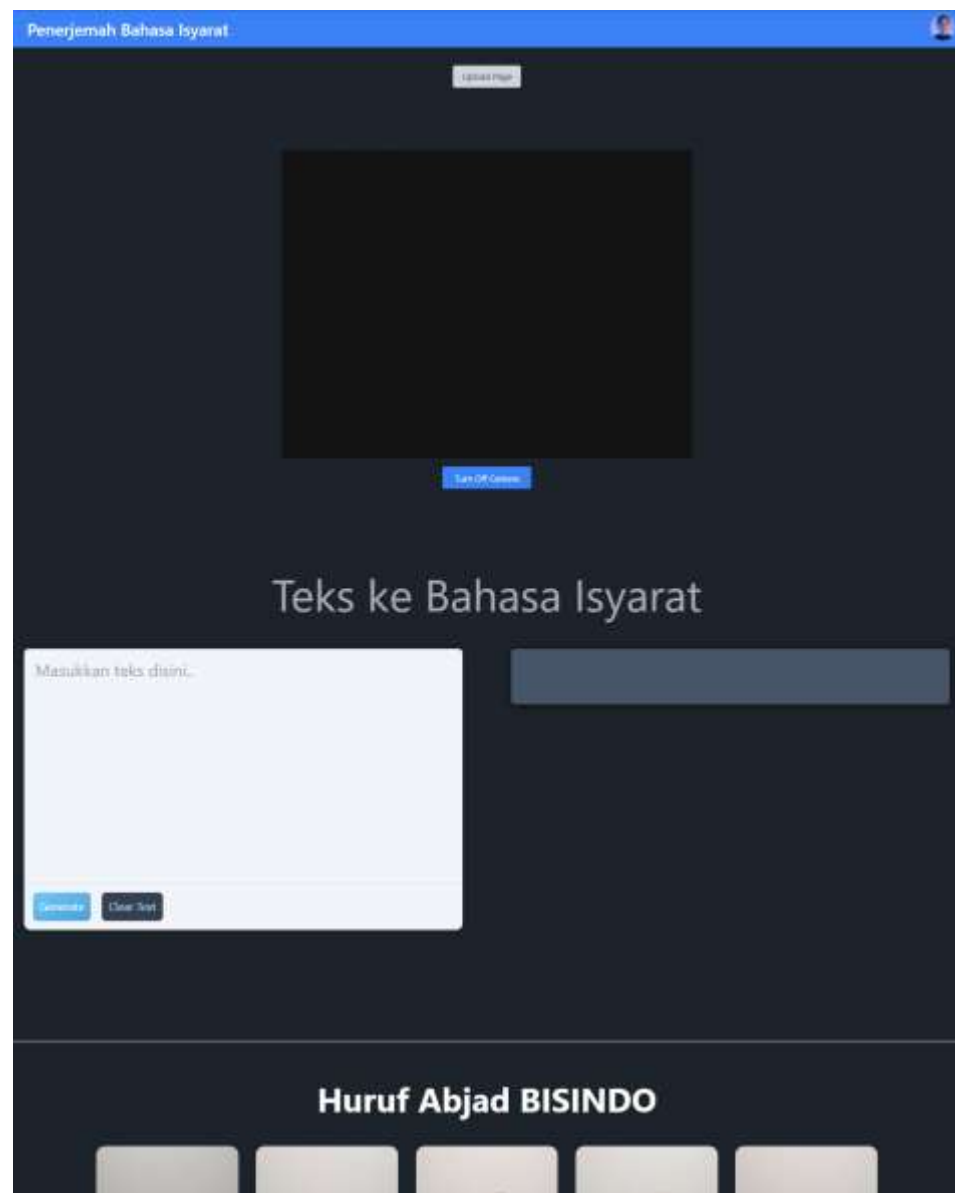 Penerjemah Bahasa Isyarat
Upload Page
Turn Off Camera
Teks ke Bahasa Isyarat
Masukkan teks disini..
Generate
Clear Text
Huruf Abjad BISINDO